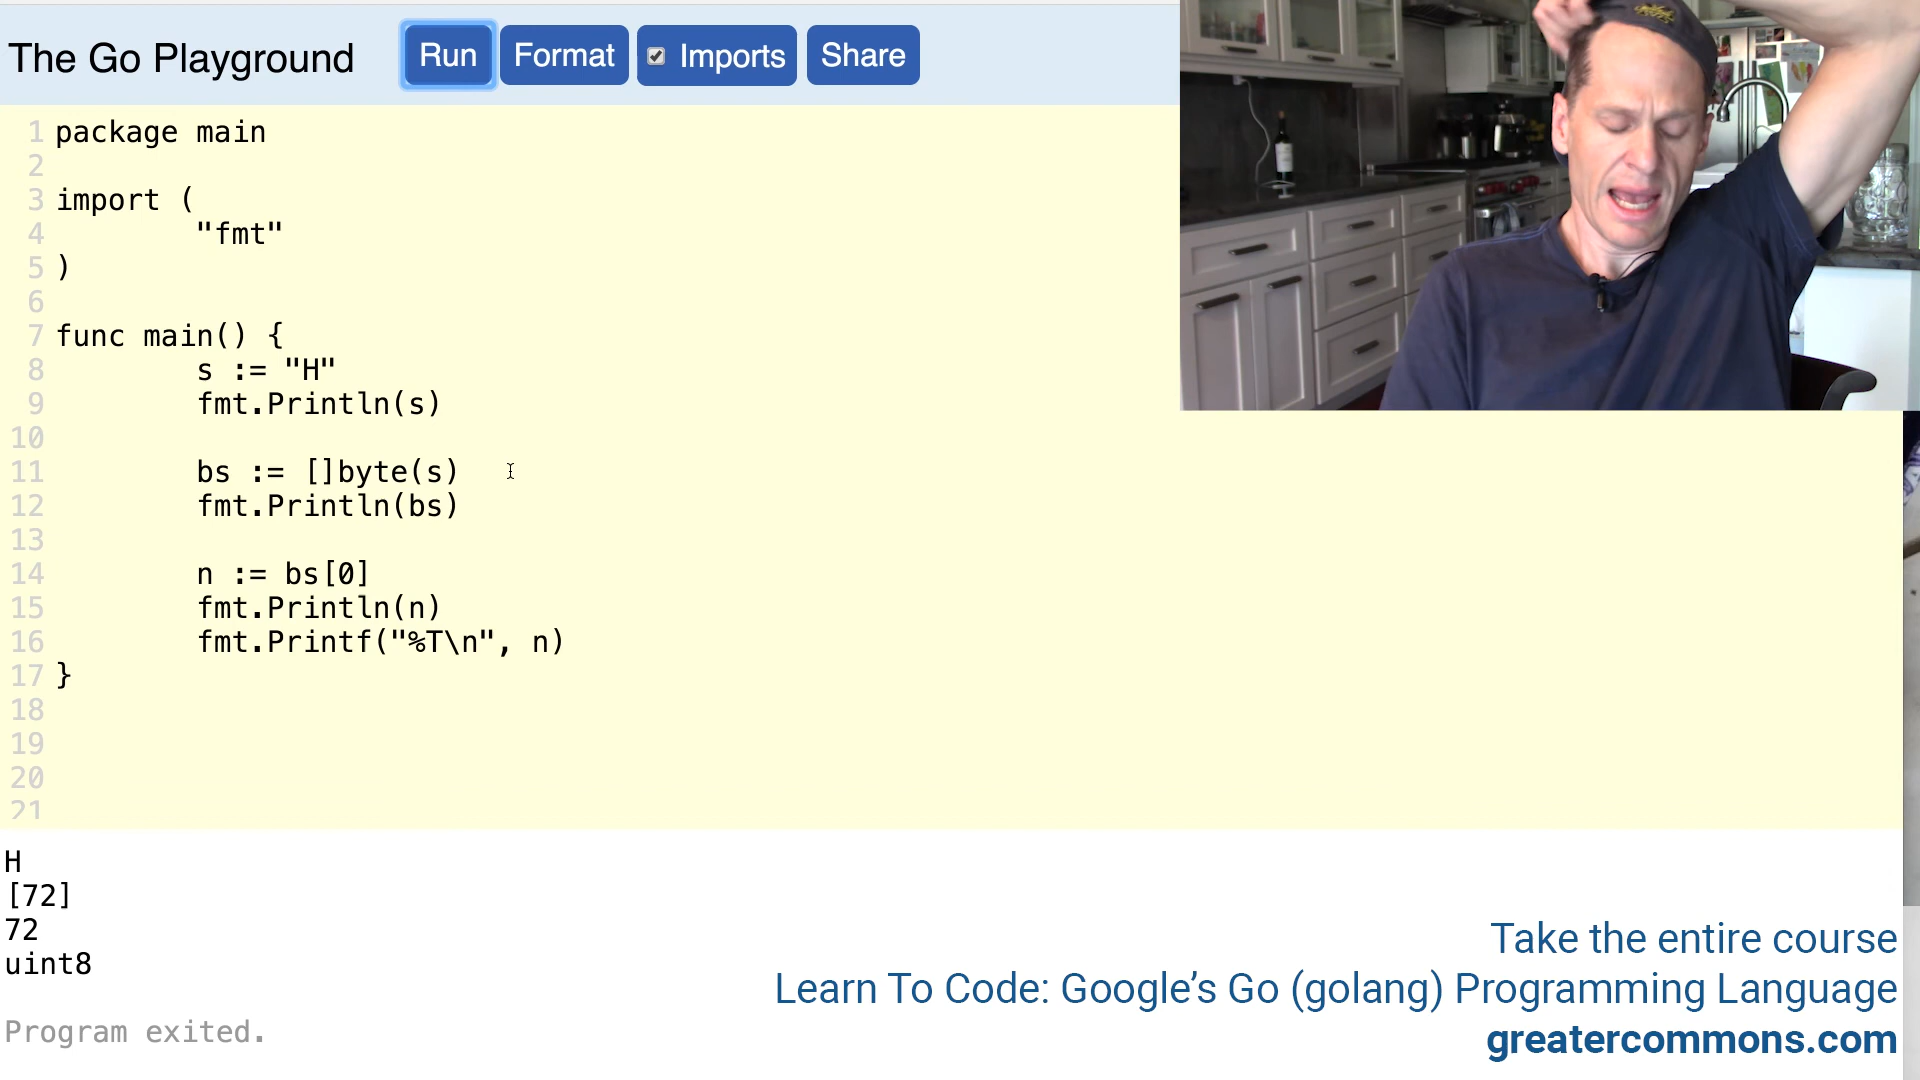 The Go Playground Run Format Imports Share
1 package main
2
3 import (
4 "fmt"
5 )
6
7 func main() {
8 s := "H"
9 fmt.Println(s)
10
11 bs := []byte(s)
12 fmt.Println(bs)
13
14 n := bs[0]
15 fmt.Println(n)
16 fmt.Printf("%T\n", n)
17 }
18
19
20
21
H
[72]
72
uint8
Program exited.
Take the entire course
Learn To Code: Google’s Go (golang) Programming Language
greatercommons.com